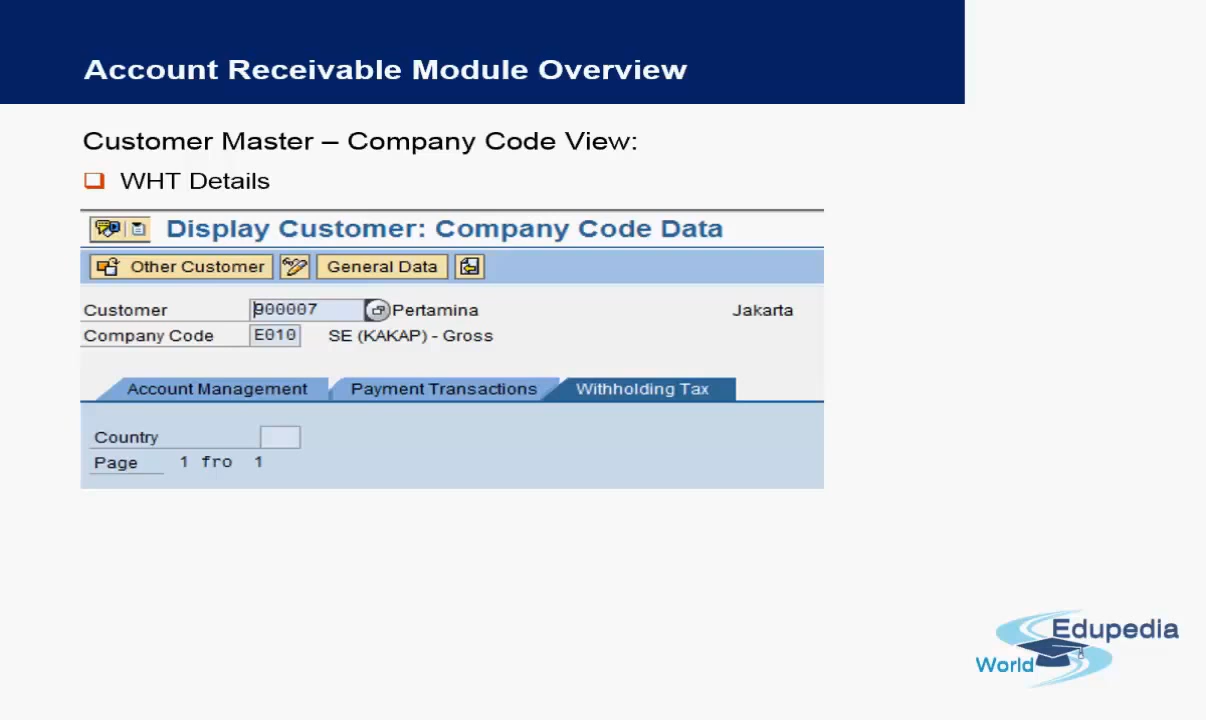 Account Receivable Module Overview
Customer Master – Company Code View:
WHT Details
Display Customer: Company Code Data
Other Customer General Data
Customer 900007 Pertamina Jakarta
Company Code E010 SE (KAKAP) - Gross
Account Management Payment Transactions Withholding Tax
Country
Page 1 fro 1
Edupedia
World